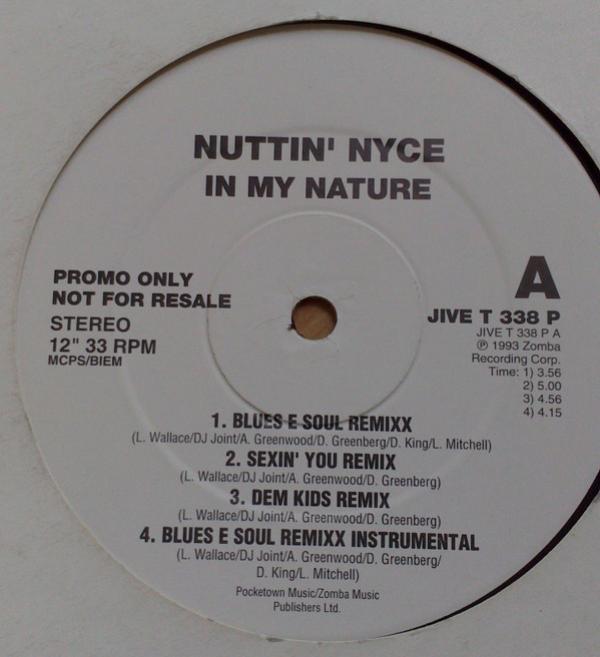 NUTTIN' NYCE
IN MY NATURE
PROMO ONLY
NOT FOR RESALE
STEREO
12" 33 RPM
MCPS/BIEM
A
JIVE T 338 P
JIVE T 338 P A
℗ 1993 Zomba
Recording Corp.
Time: 1) 3.56
2) 5.00
3) 4.56
4) 4.15
1. BLUES E SOUL REMIXX
(L. Wallace/DJ Joint/A. Greenwood/D. Greenberg/D. King/L. Mitchell)
2. SEXIN' YOU REMIX
(L. Wallace/DJ Joint/A. Greenwood/D. Greenberg)
3. DEM KIDS REMIX
(L. Wallace/DJ Joint/A. Greenwood/D. Greenberg)
4. BLUES E SOUL REMIXX INSTRUMENTAL
(L. Wallace/DJ Joint/A. Greenwood/D. Greenberg/
D. King/L. Mitchell)
Pocketown Music/Zomba Music
Publishers Ltd.